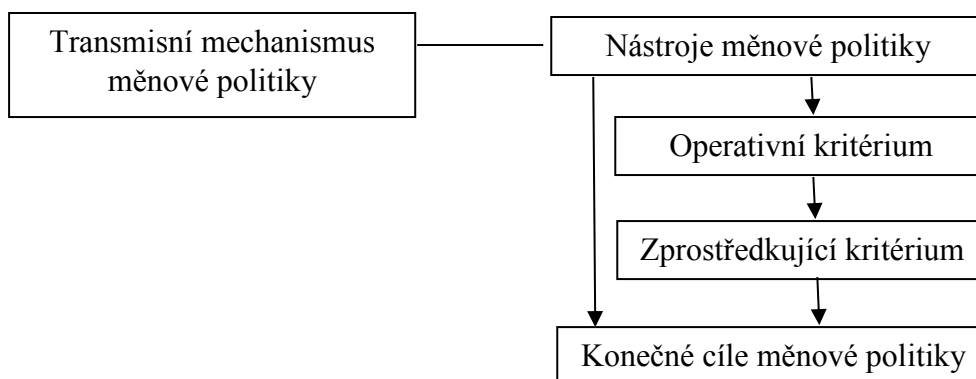 Transmisní mechanismus
měnové politiky
Nástroje měnové politiky
Operativní kritérium
Zprostředkující kritérium
Konečné cíle měnové politiky